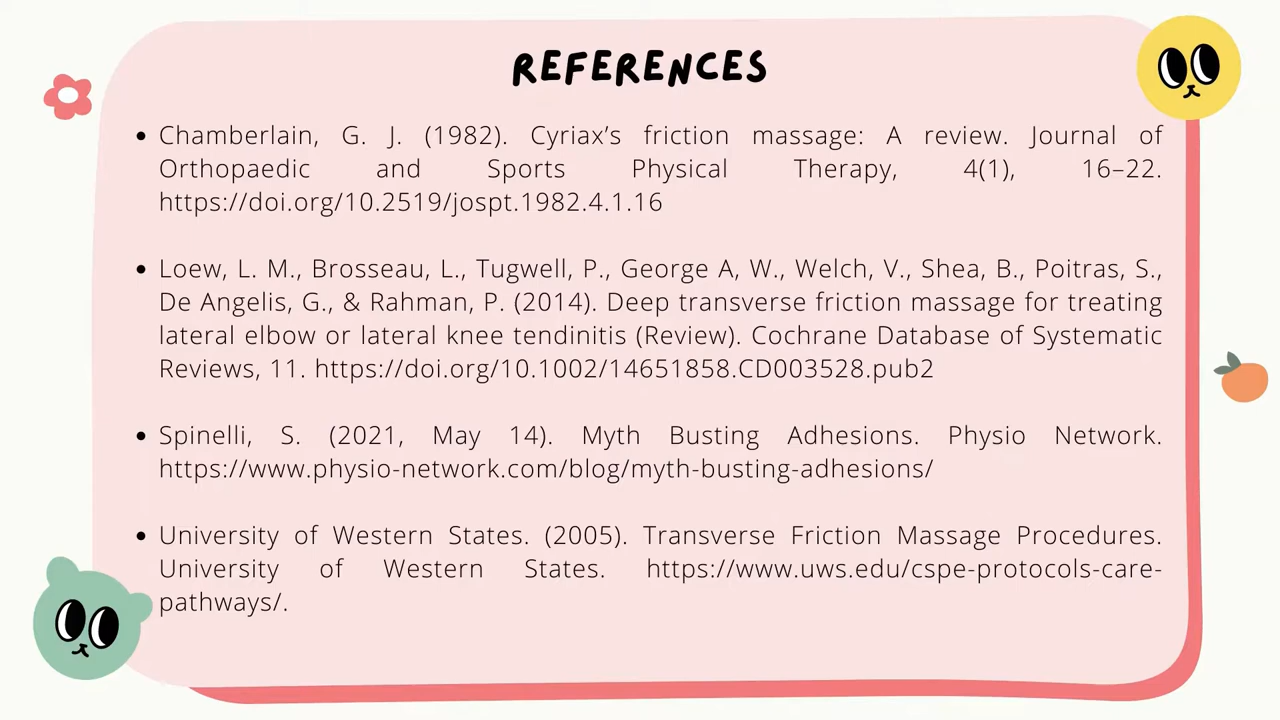 REFERENCES
• Chamberlain, G. J. (1982). Cyriax’s friction massage: A review. Journal of
Orthopaedic and Sports Physical Therapy, 4(1), 16–22.
https://doi.org/10.2519/jospt.1982.4.1.16
• Loew, L. M., Brosseau, L., Tugwell, P., George A, W., Welch, V., Shea, B., Poitras, S.,
De Angelis, G., & Rahman, P. (2014). Deep transverse friction massage for treating
lateral elbow or lateral knee tendinitis (Review). Cochrane Database of Systematic
Reviews, 11. https://doi.org/10.1002/14651858.CD003528.pub2
• Spinelli, S. (2021, May 14). Myth Busting Adhesions. Physio Network.
https://www.physio-network.com/blog/myth-busting-adhesions/
• University of Western States. (2005). Transverse Friction Massage Procedures.
University of Western States. https://www.uws.edu/cspe-protocols-care-
pathways/.